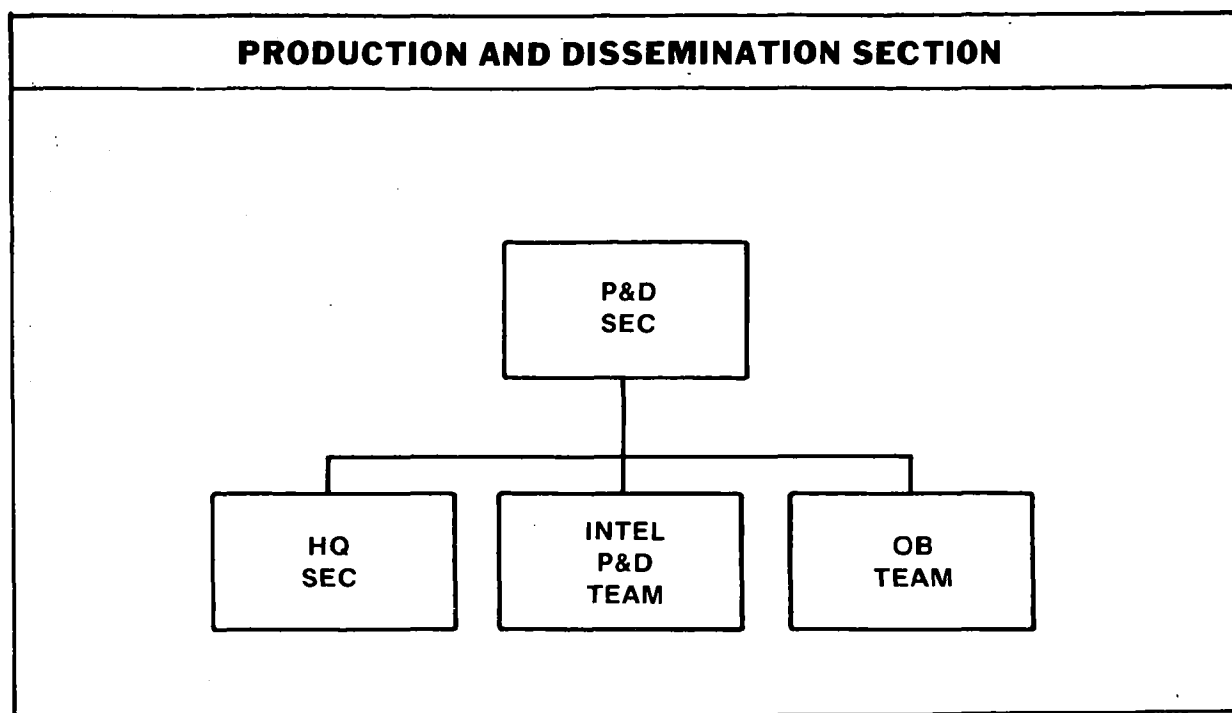 PRODUCTION AND DISSEMINATION SECTION
P&D
SEC
HQ
SEC
INTEL
P&D
TEAM
OB
TEAM